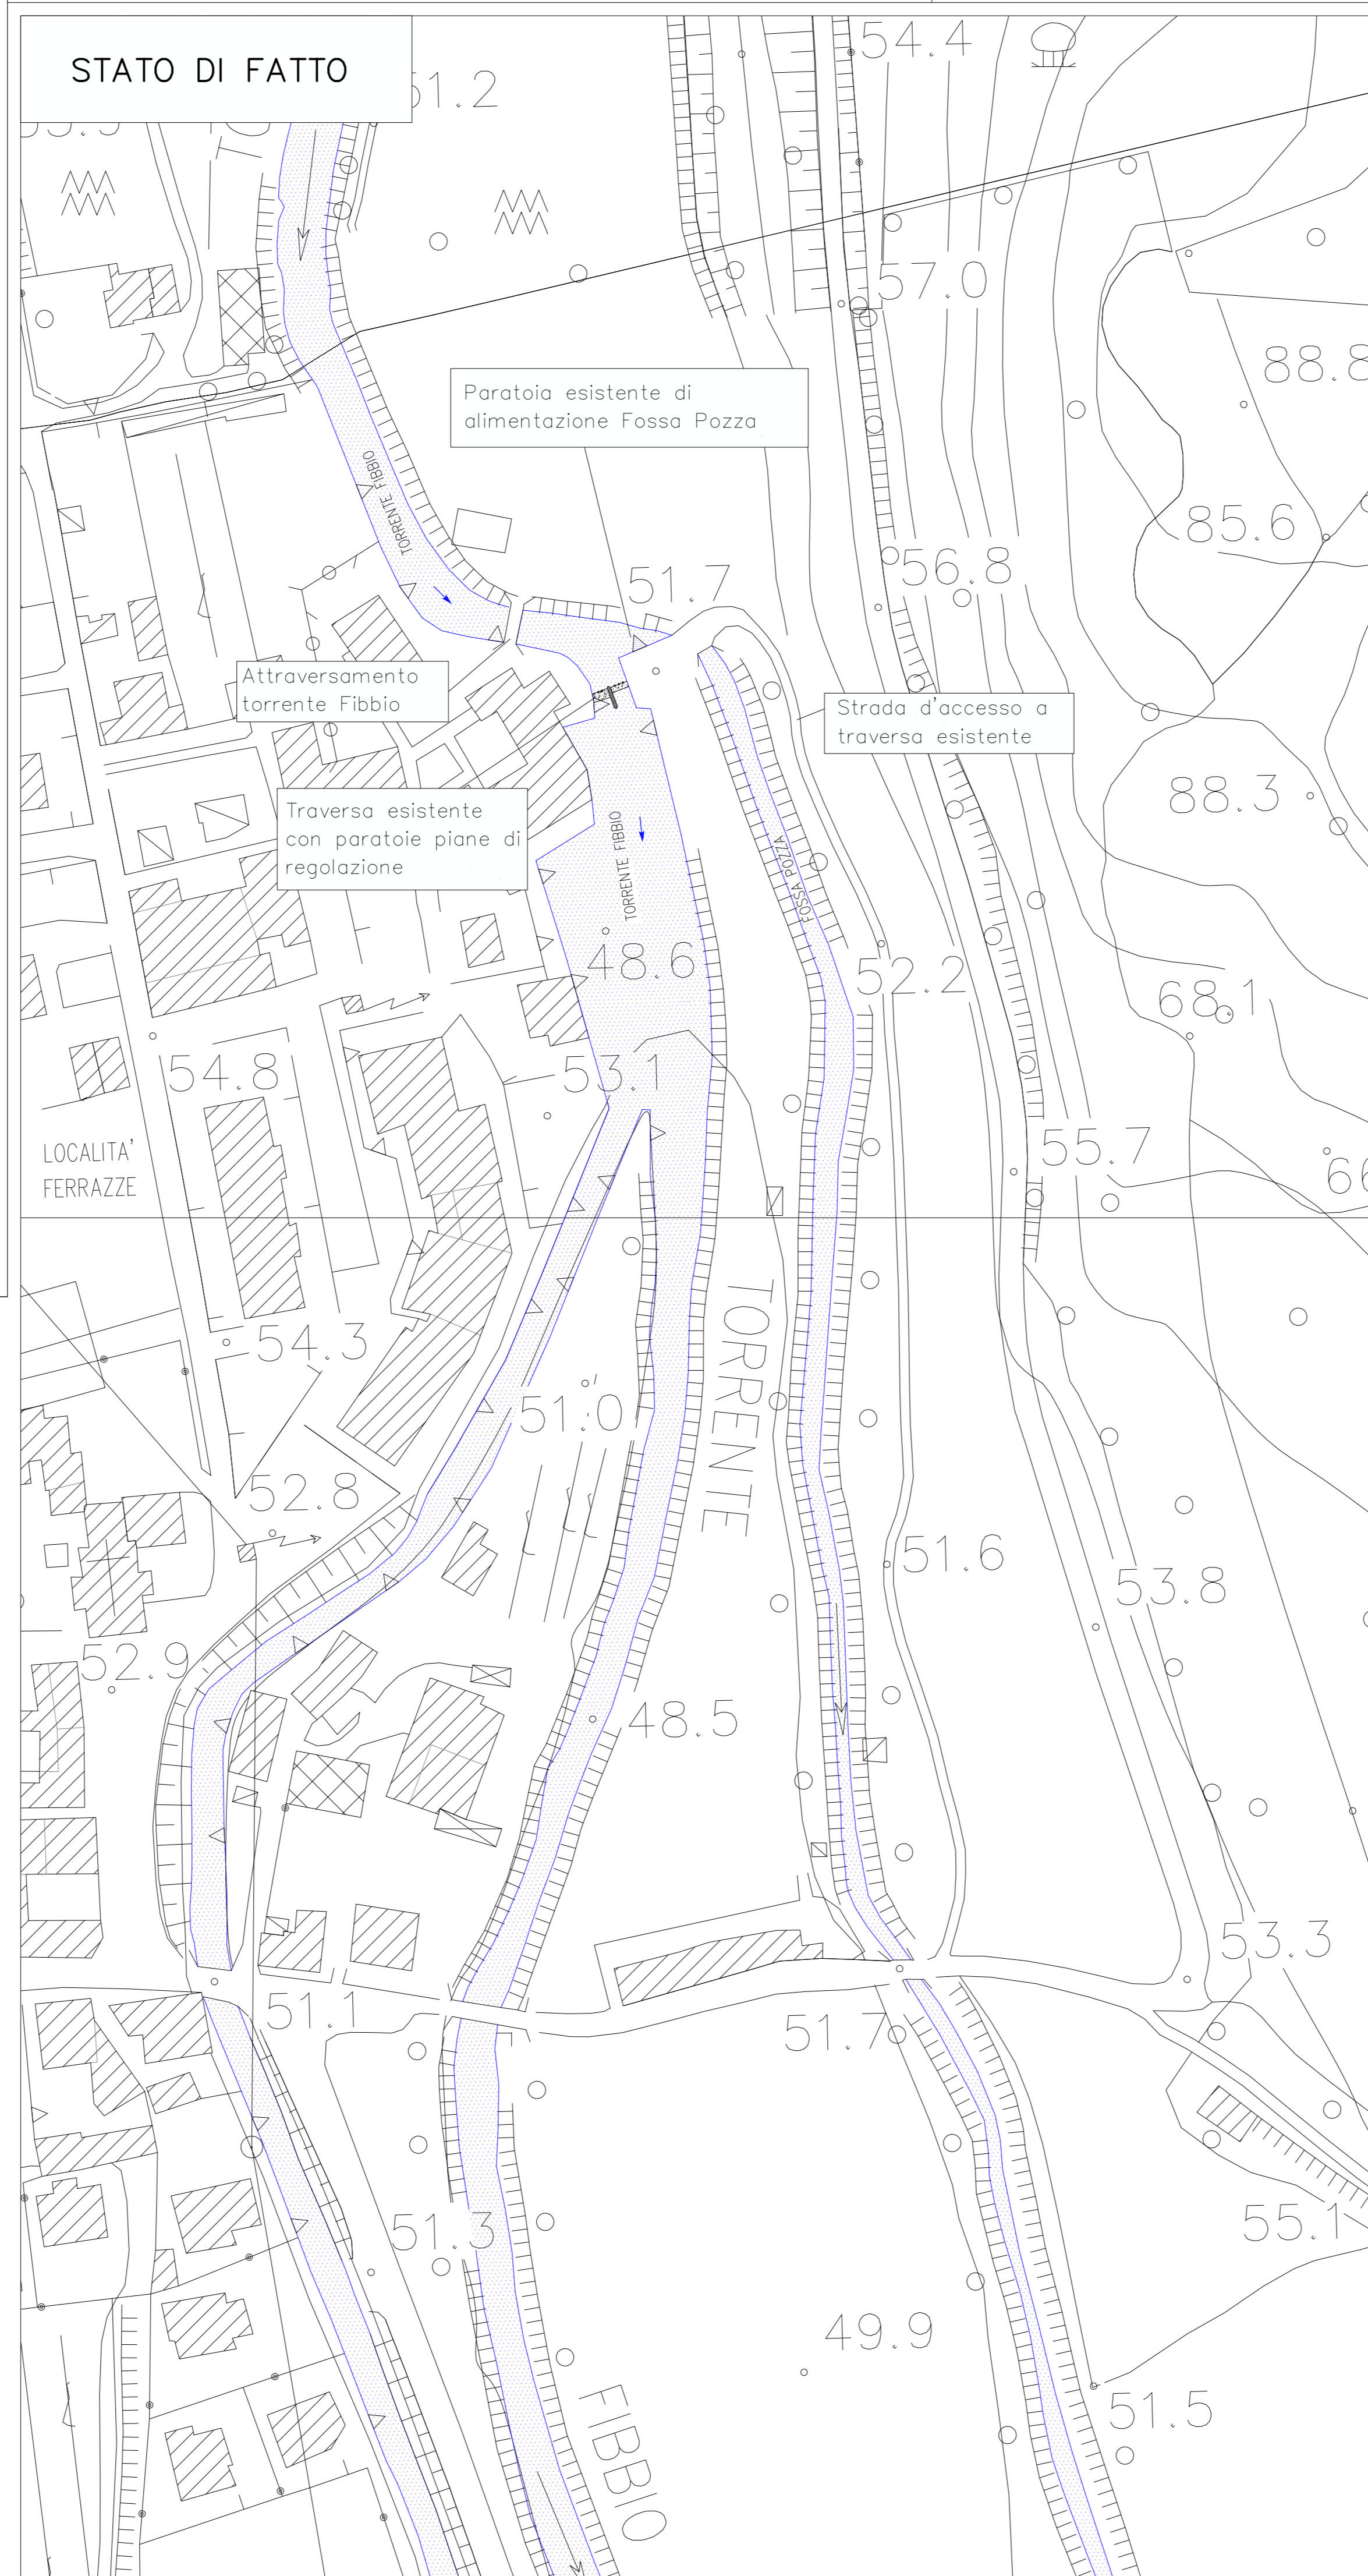 STATO DI FATTO
51.2
54.4
57.0
88.8
Paratoia esistente di
alimentazione Fossa Pozza
TORRENTE FIBBIO
85.6
56.8
51.7
Attraversamento
torrente Fibbio
Strada d'accesso a
traversa esistente
88.3
Traversa esistente
con paratoie piane di
regolazione
TORRENTE FIBBIO
FOSSA POZZA
48.6
52.2
68.1
54.8
53.1
LOCALITA'
FERRAZZE
55.7
66
54.3
TORRENTE
51.0
52.8
51.6
53.8
52.9
48.5
53.3
51.1
51.7
51.3
55.1
49.9
51.5
FIBBIO